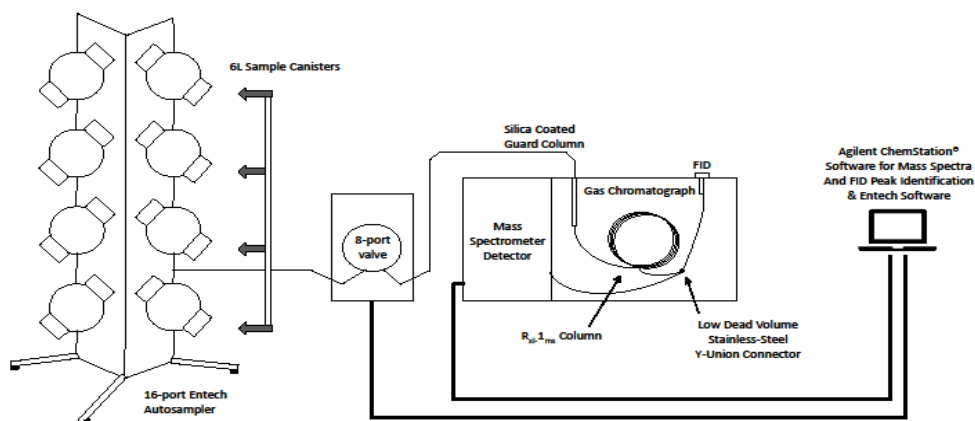 6L Sample Canisters
16-port Entech
Autosampler
8-port
valve
Silica Coated
Guard Column
Mass
Spectrometer
Detector
Gas Chromatograph
FID
Rxi-1ms Column
Low Dead Volume
Stainless-Steel
Y-Union Connector
Agilent ChemStation®
Software for Mass Spectra
And FID Peak Identification
& Entech Software